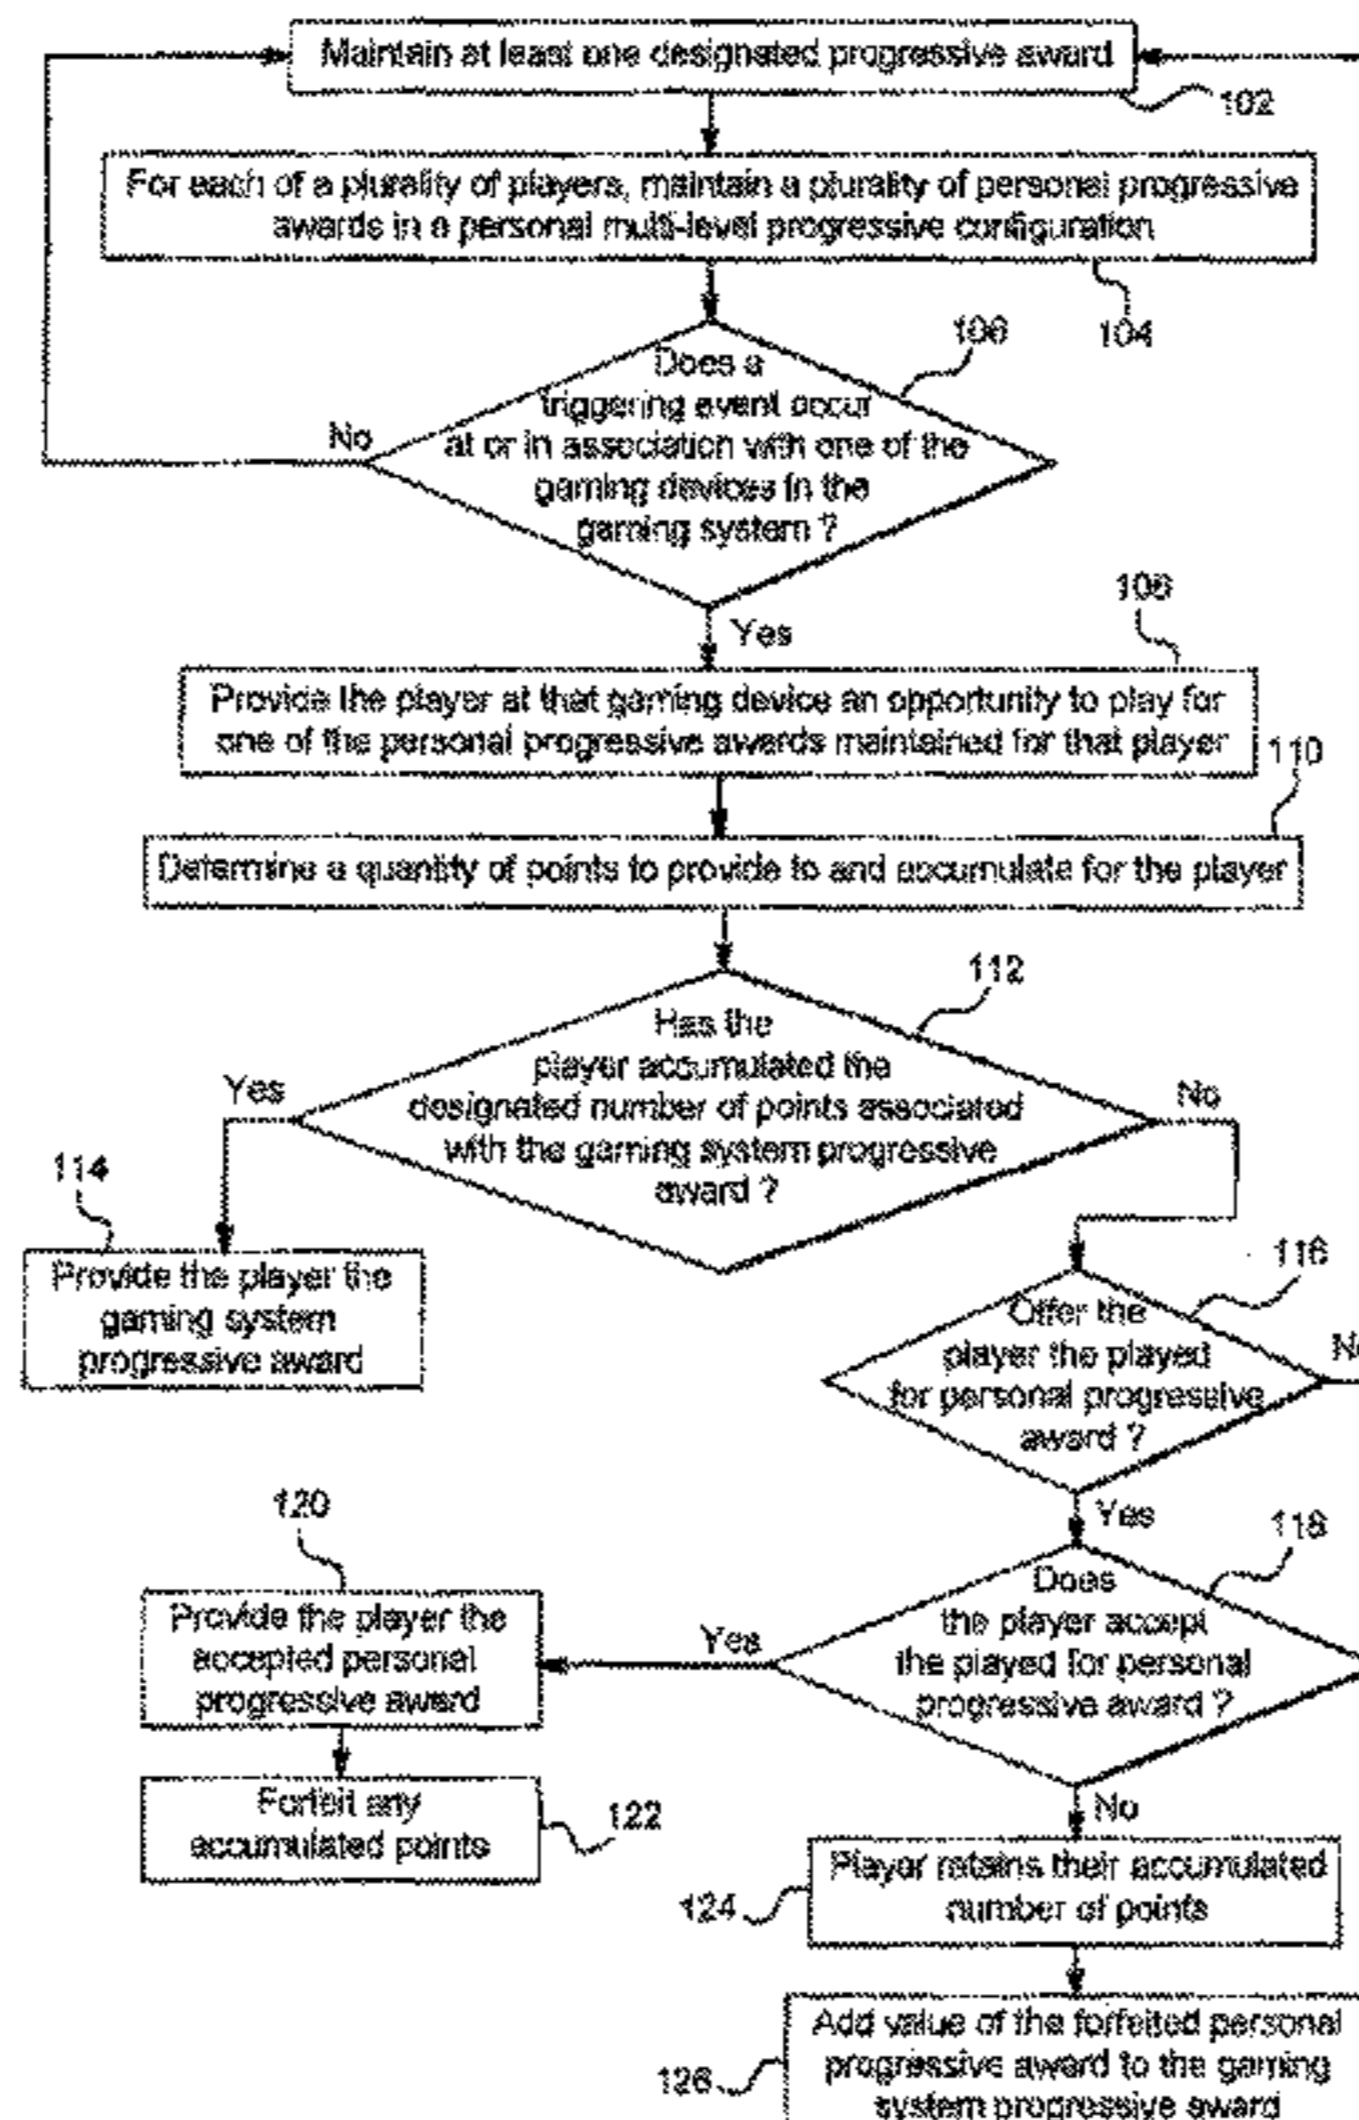 Maintain at least one designated progressive award
102
For each of a plurality of players, maintain a plurality of personal progressive
awards in a personal multi-level progressive configuration
104
106
Does a
triggering event occur
at or in association with one of the
gaming devices in the
gaming system ?
No
Yes
108
Provide the player at that gaming device an opportunity to play for
one of the personal progressive awards maintained for that player
110
Determine a quantity of points to provide to and accumulate for the player
112
Has the
player accumulated the
designated number of points associated
with the gaming system progressive
award ?
Yes
No
114
Provide the player the
gaming system
progressive award
116
Offer the
player the played
for personal progressive
award ?
No
Yes
118
Does
the player accept
the played for personal
progressive award ?
Yes
120
Provide the player the
accepted personal
progressive award
Forfeit any
accumulated points
122
No
Player retains their accumulated
number of points
124
Add value of the forfeited personal
progressive award to the gaming
system progressive award
126